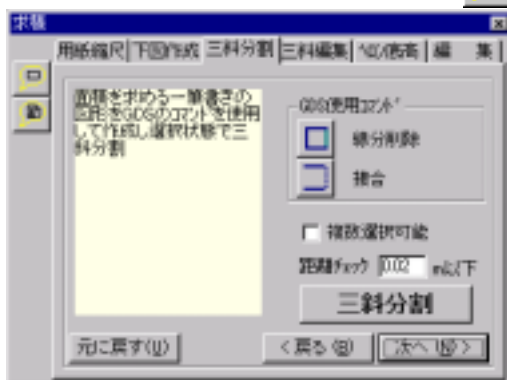 求積
用紙縮尺 下図作成 三斜分割 三斜編集 ﾍﾛﾝ/倍高 編 集
面積を求める一筆書きの
図形をGDSのｺﾏﾝﾄﾞを使用
して作成し選択状態で三
斜分割
GDS使用ｺﾏﾝﾄﾞ
線分削除
接合
複数選択可能
距離ﾁｪｯｸ 0.02 m以下
三斜分割
元に戻す(U) < 戻る(B) 次へ(N) >